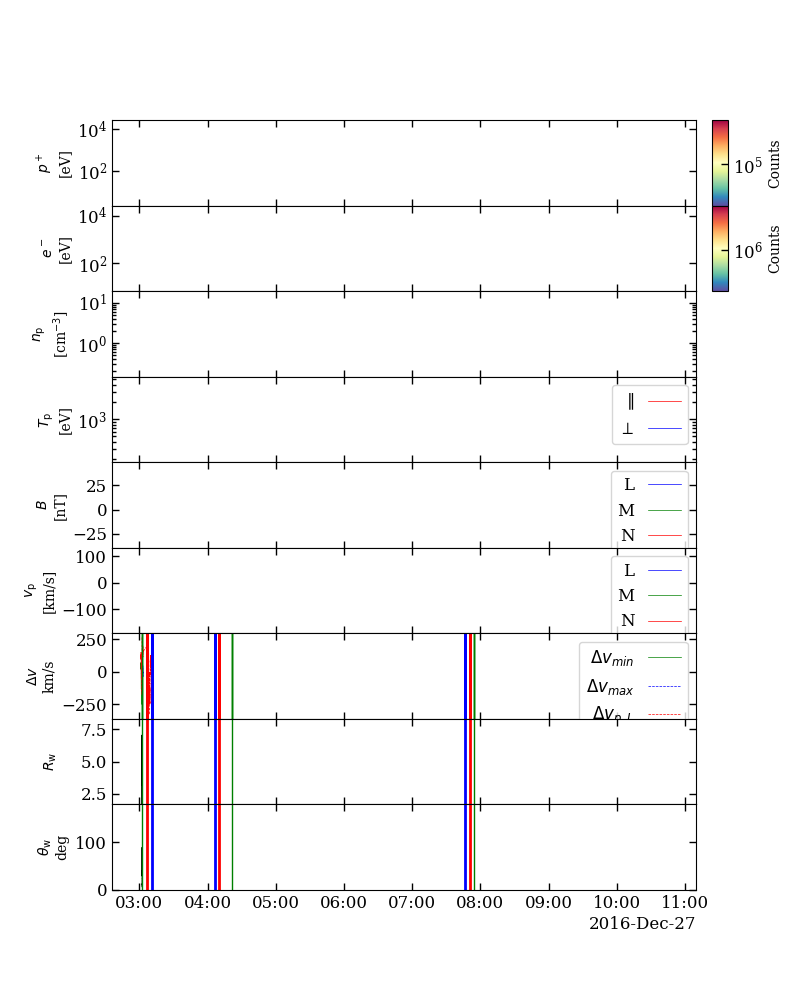 10⁴
10²
p⁺
[eV]
10⁵
Counts
10⁴
10²
e⁻
[eV]
10⁶
Counts
10¹
10⁰
nₚ
[cm⁻³]
10³
Tₚ
[eV]
∥
⊥
25
0
−25
B
[nT]
L
M
N
100
0
−100
vₚ
[km/s]
L
M
N
250
0
−250
Δv
km/s
Δv_min
Δv_max
7.5
5.0
2.5
R_w
100
0
θ_w
deg
03:00 04:00 05:00 06:00 07:00 08:00 09:00 10:00 11:00
2016-Dec-27